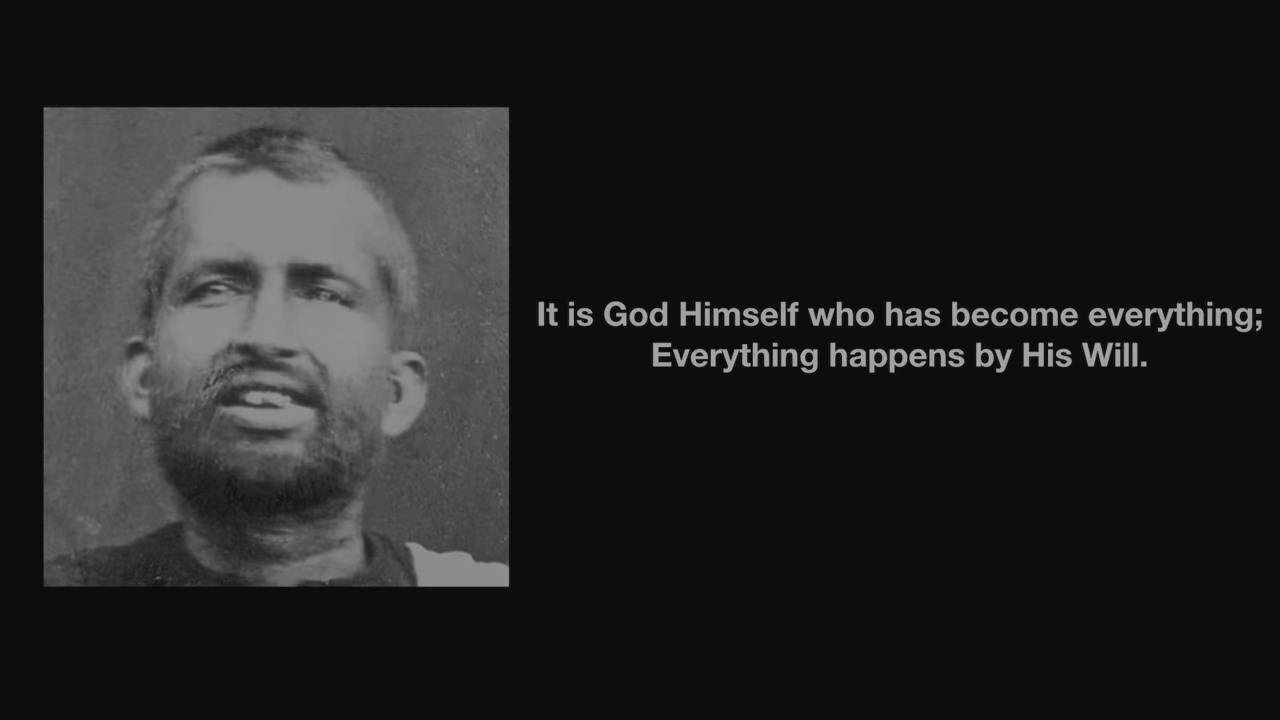 It is God Himself who has become everything;
Everything happens by His Will.